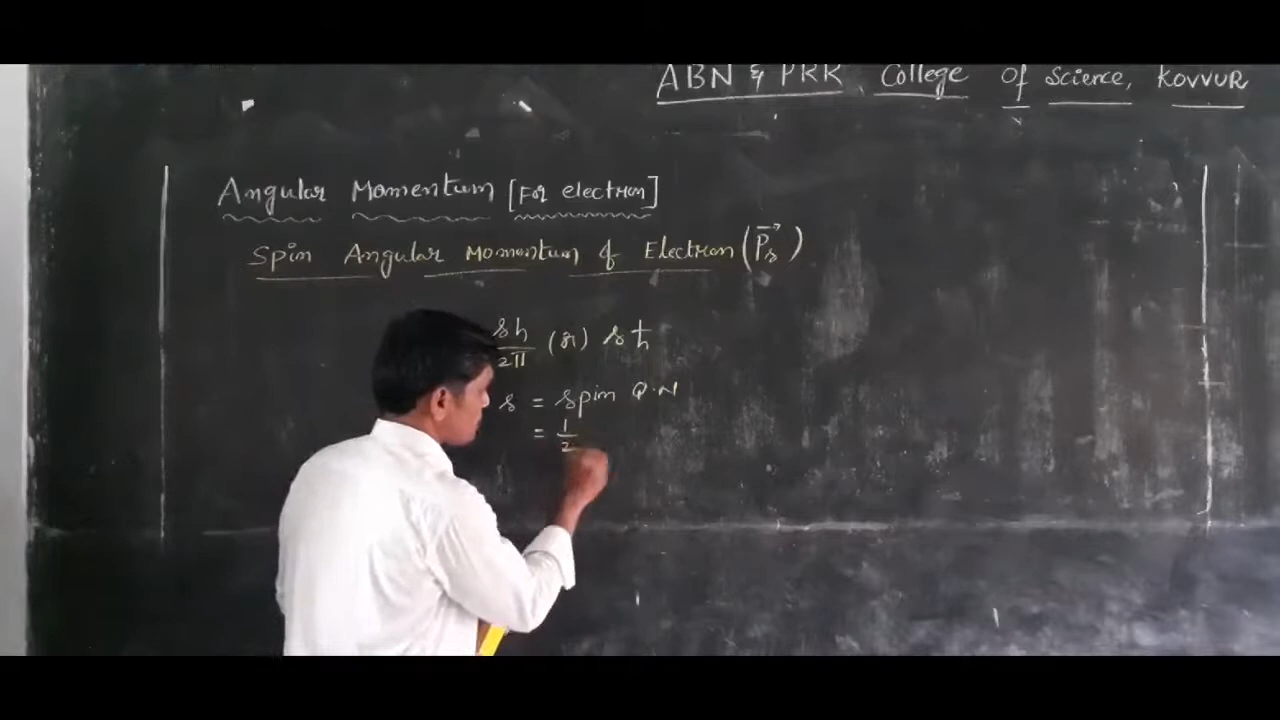 ABN & PRR College Of Science, KOVVUR
Angular Momentum [For electron]
Spin Angular Momentum of Electron (P⃗s)
sh/2π (or) sħ
s = spin Q.N
= 1/2